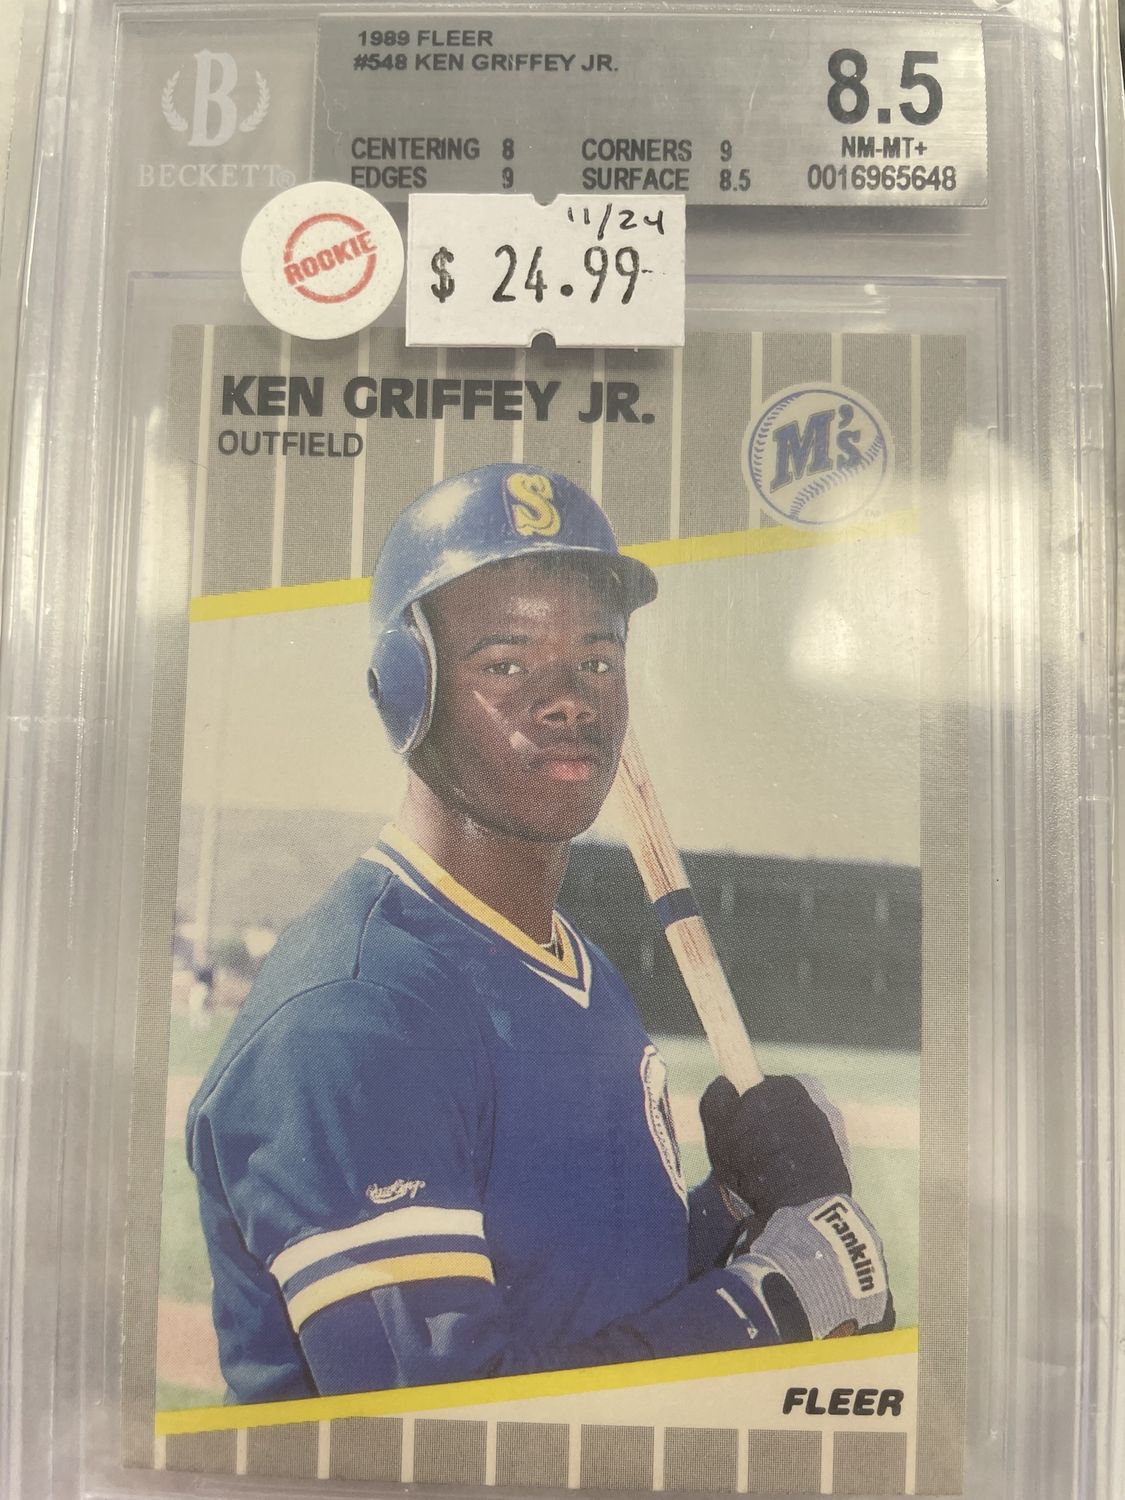 1989 FLEER
#548 KEN GRIFFEY JR.
8.5
CENTERING 8 CORNERS 9 NM-MT+
EDGES 9 SURFACE 8.5 0016965648
B
BECKETT®
ROOKIE
11/24
$ 24.99
KEN GRIFFEY JR.
OUTFIELD
M's
S
Rawlings
Franklin
FLEER